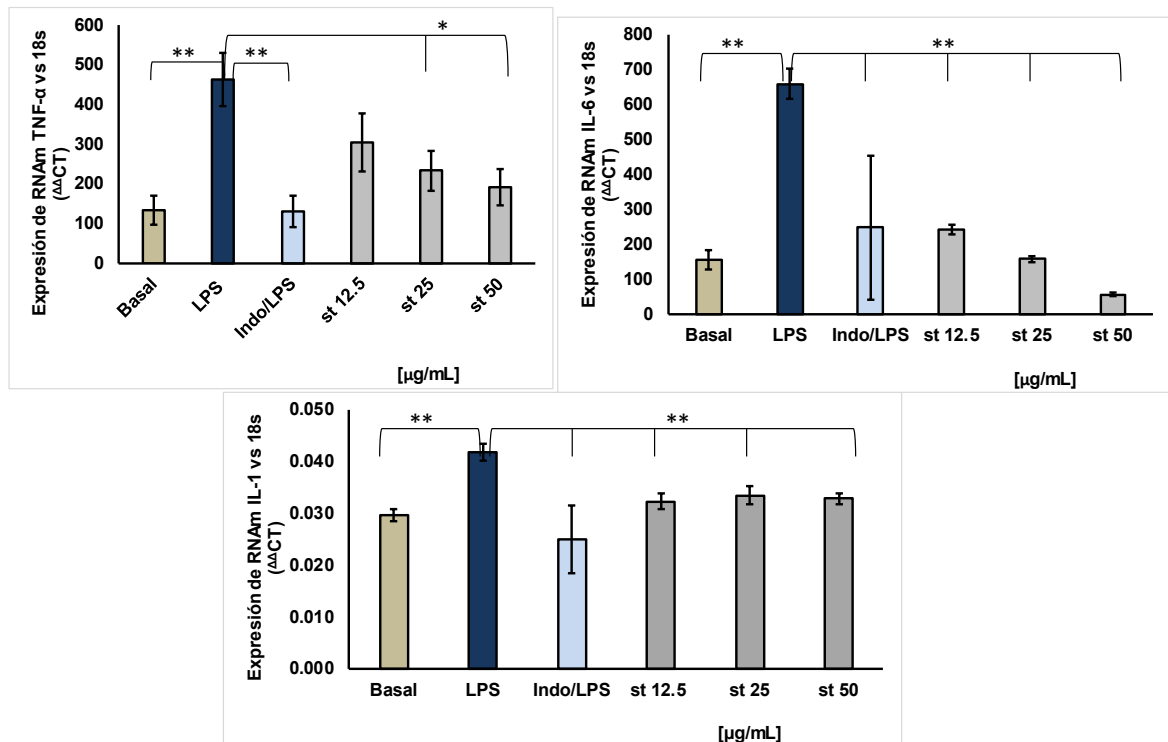 Expresión de RNAm TNF-α vs 18s
(ΔΔCT)
600
500
400
300
200
100
0
**
**
*
Basal
LPS
Indo/LPS
st 12.5
st 25
st 50
[µg/mL]
Expresión de RNAm IL-6 vs 18s
(ΔΔCT)
800
700
600
500
400
300
200
100
0
**
**
Basal
LPS
Indo/LPS
st 12.5
st 25
st 50
[µg/mL]
Expresión de RNAm IL-1 vs 18s
(ΔΔCT)
0.050
0.040
0.030
0.020
0.010
0.000
**
**
Basal
LPS
Indo/LPS
st 12.5
st 25
st 50
[µg/mL]